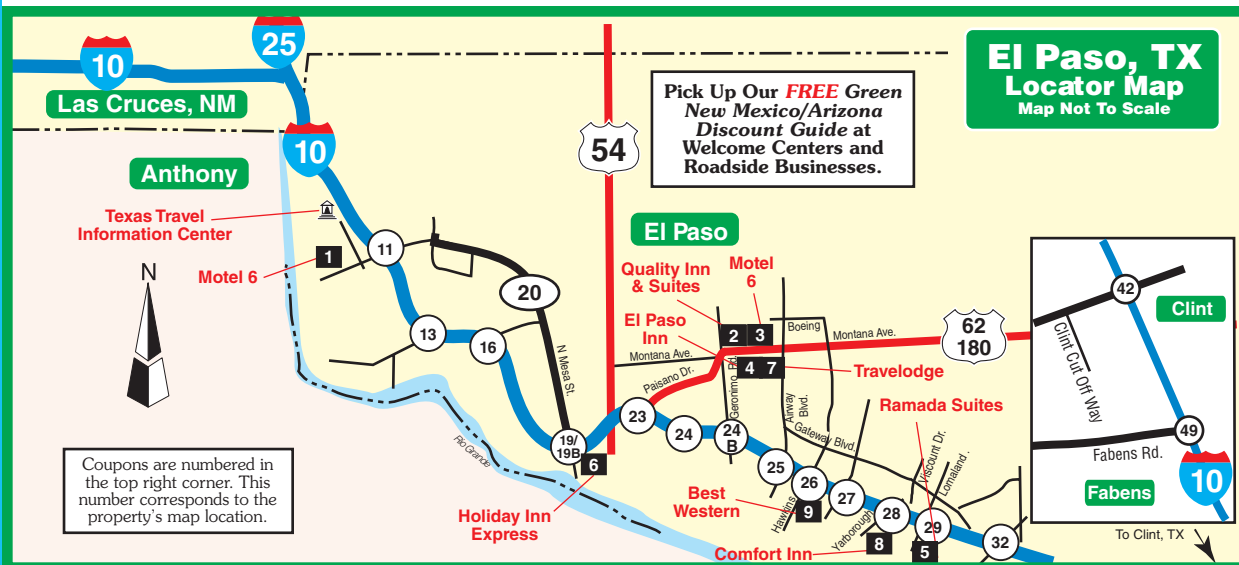 El Paso, TX
Locator Map
Map Not To Scale
25
10
Las Cruces, NM
10
Anthony
Texas Travel
Information Center
Motel 6
1
N
11
13
16
20
N Mesa St.
19/
19B
6
Holiday Inn
Express
Rio Grande
Coupons are numbered in
the top right corner. This
number corresponds to the
property's map location.
54
Pick Up Our FREE Green
New Mexico/Arizona
Discount Guide at
Welcome Centers and
Roadside Businesses.
El Paso
Quality Inn
& Suites
Motel
6
El Paso
Inn
2
3
4
7
Boeing
Montana Ave.
Montana Ave.
62
180
Paisano Dr.
Geronimo Rd.
Airway
Blvd.
Travelodge
Ramada Suites
Gateway Blvd.
Viscount Dr.
Lomaland.
23
24
24
B
25
26
27
28
29
32
Hawkins
9
Best
Western
Yarborough
8
Comfort Inn
5
42
Clint
Clint Cut Off Way
49
Fabens Rd.
Fabens
10
To Clint, TX